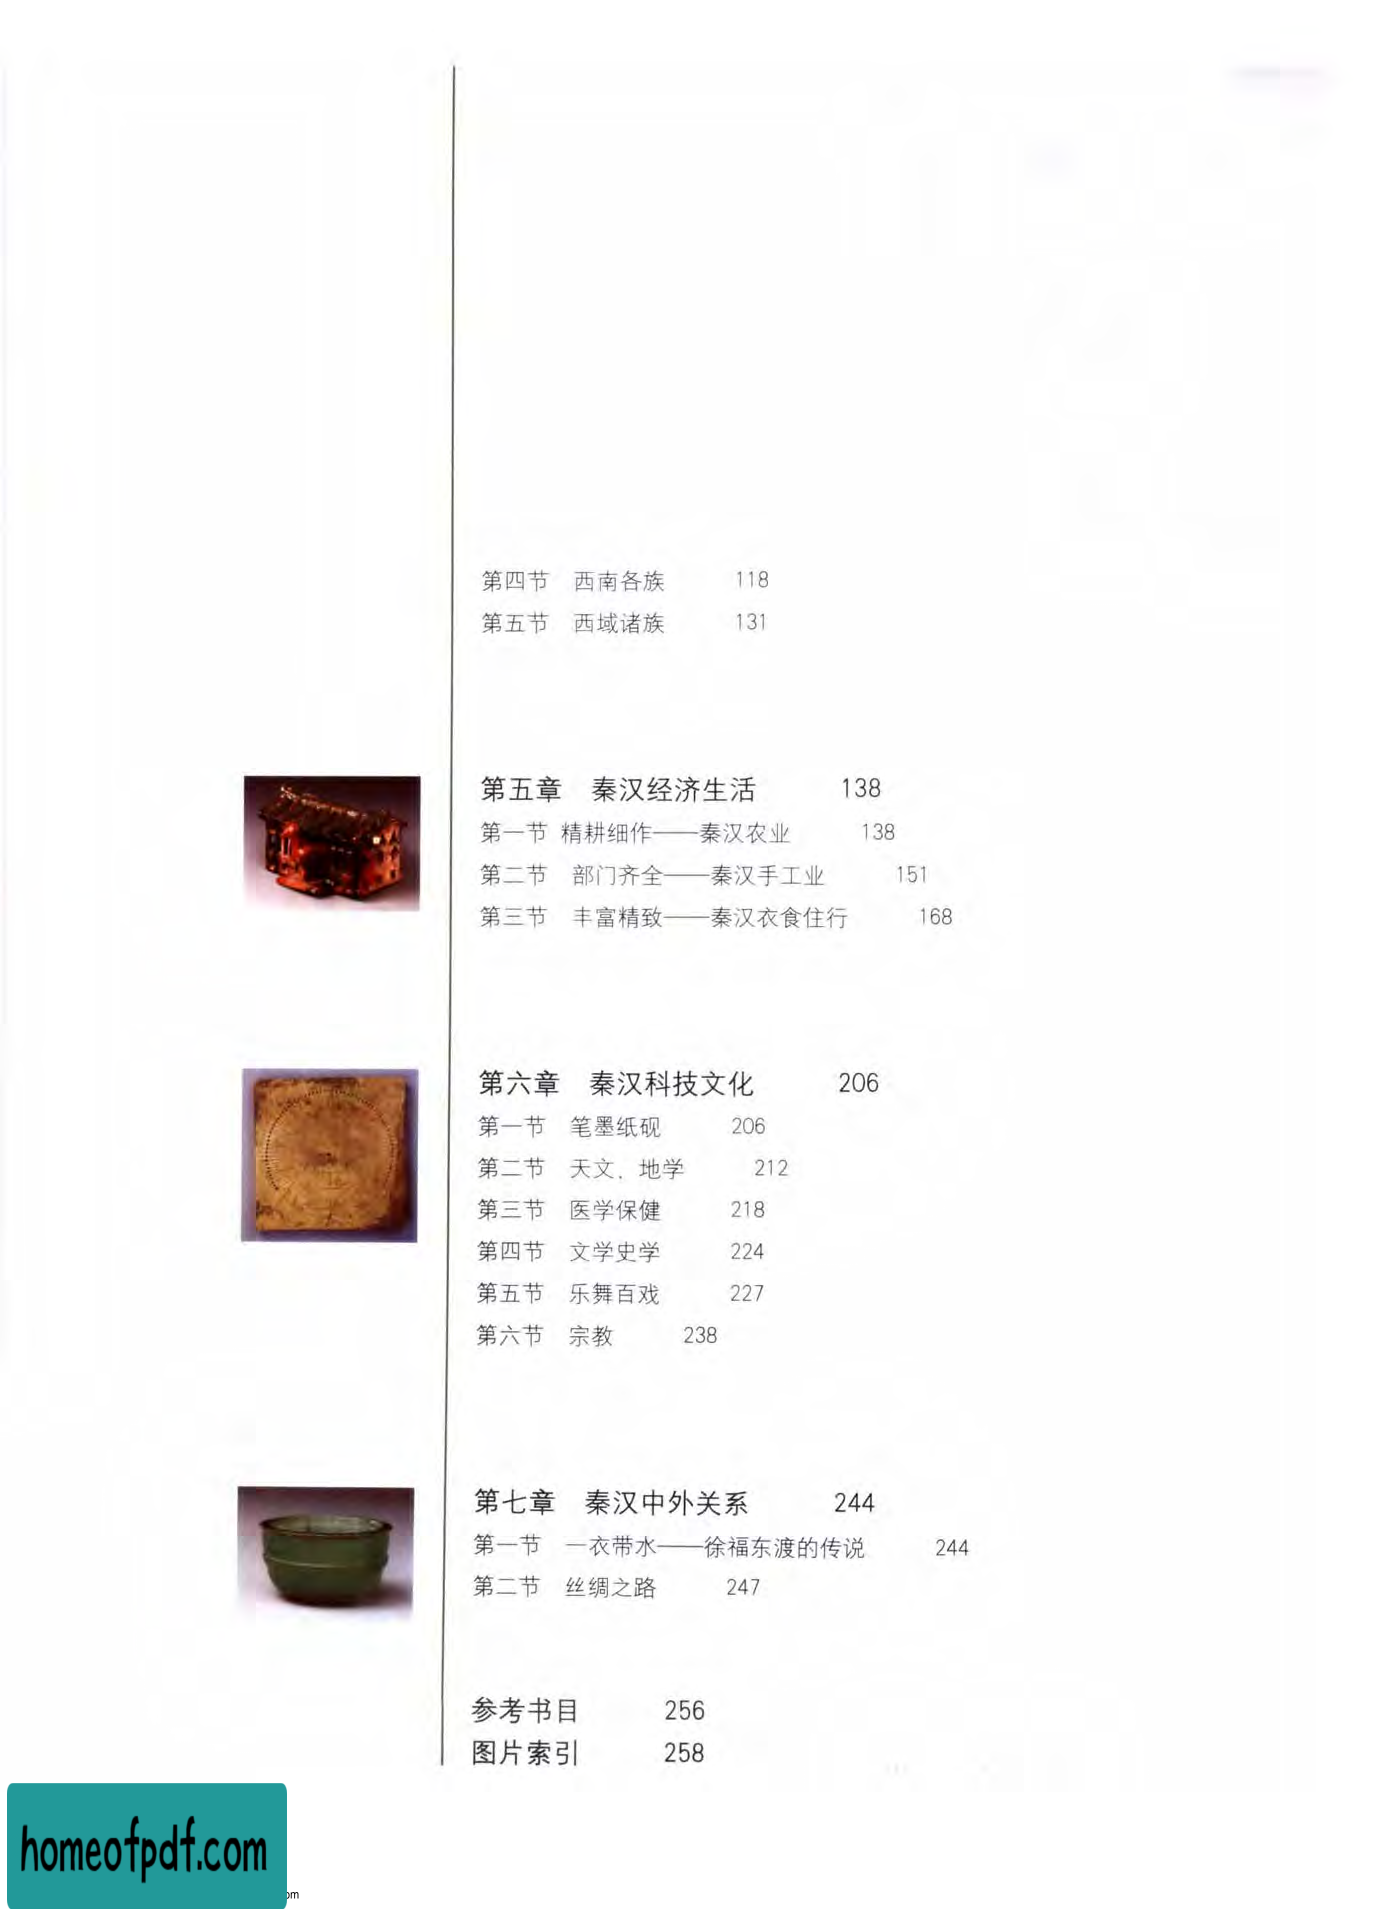 第四节 西南各族 118
第五节 西域诸族 131
第五章 秦汉经济生活 138
第一节 精耕细作——秦汉农业 138
第二节 部门齐全——秦汉手工业 151
第三节 丰富精致——秦汉衣食住行 168
第六章 秦汉科技文化 206
第一节 笔墨纸砚 206
第二节 天文、地学 212
第三节 医学保健 218
第四节 文学史学 224
第五节 乐舞百戏 227
第六节 宗教 238
第七章 秦汉中外关系 244
第一节 一衣带水——徐福东渡的传说 244
第二节 丝绸之路 247
参考书目 256
图片索引 258
homeofpdf.com
om